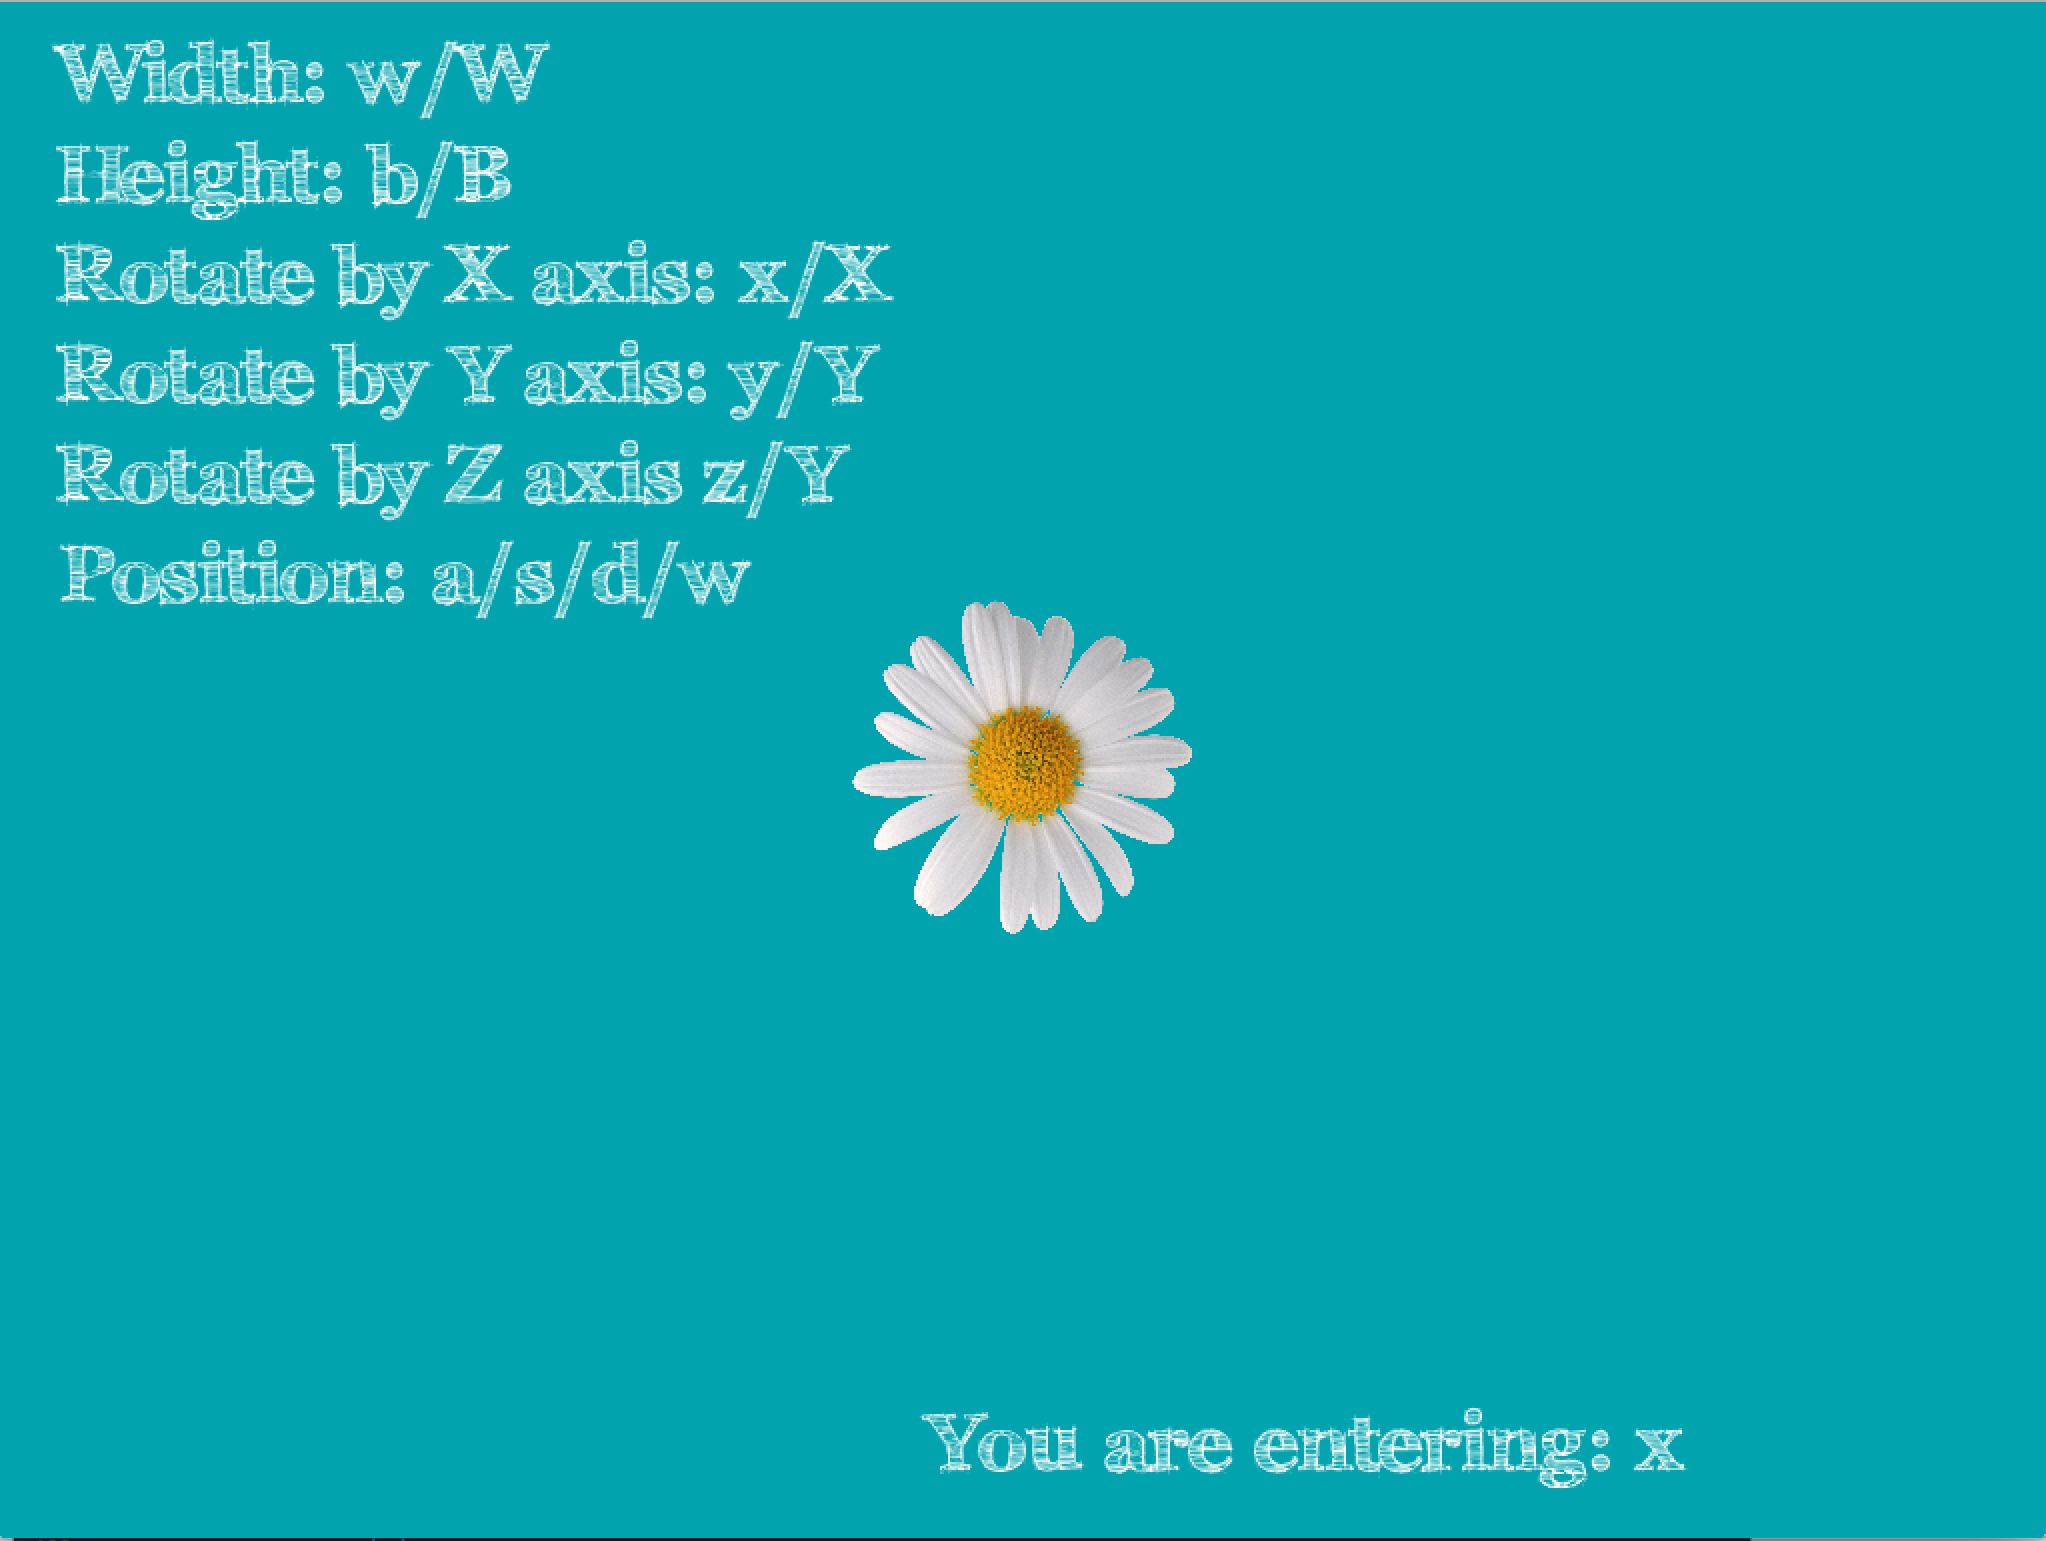 Width: w/W
Height: b/B
Rotate by X axis: x/X
Rotate by Y axis: y/Y
Rotate by Z axis z/Y
Position: a/s/d/w
You are entering: x